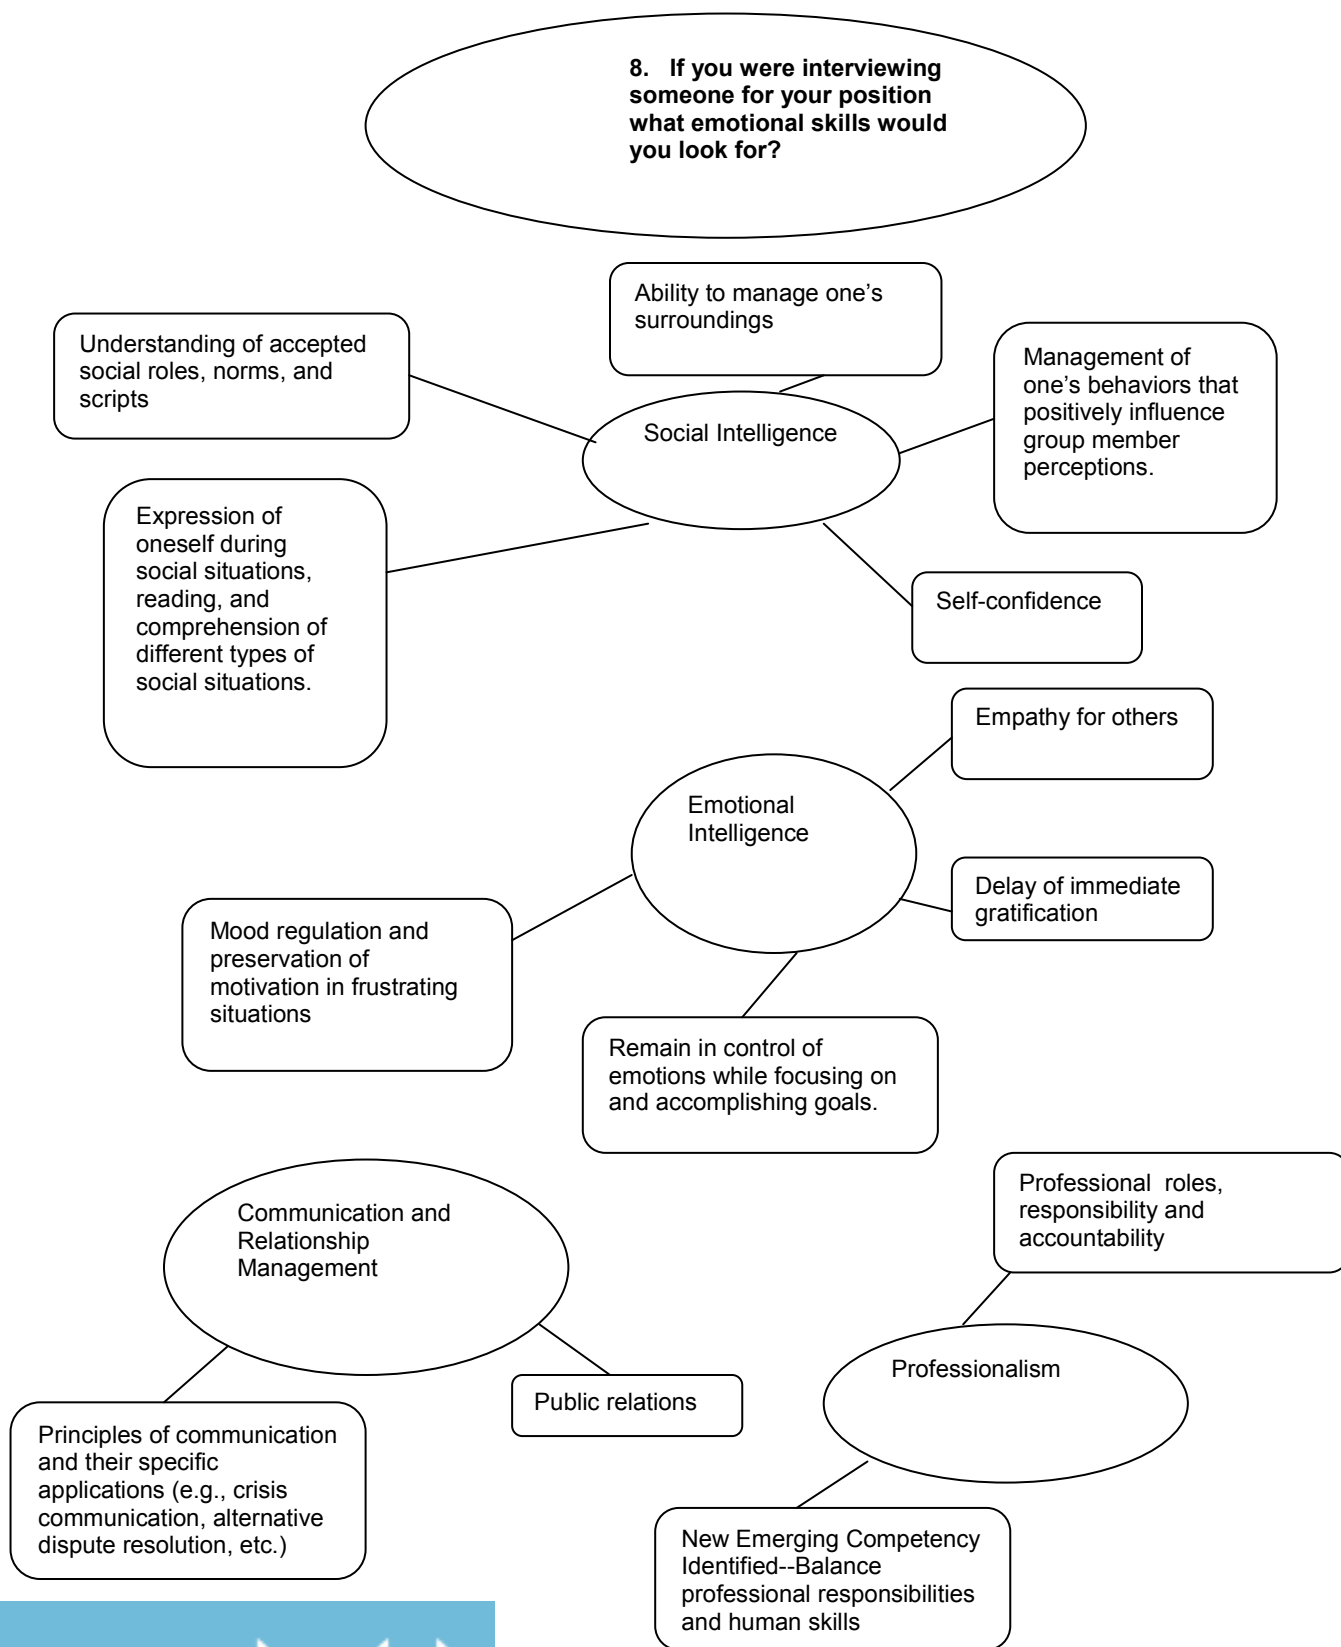 8. If you were interviewing
someone for your position
what emotional skills would
you look for?
Ability to manage one’s
surroundings
Understanding of accepted
social roles, norms, and
scripts
Management of
one’s behaviors that
positively influence
group member
perceptions.
Social Intelligence
Expression of
oneself during
social situations,
reading, and
comprehension of
different types of
social situations.
Self-confidence
Empathy for others
Emotional
Intelligence
Delay of immediate
gratification
Mood regulation and
preservation of
motivation in frustrating
situations
Remain in control of
emotions while focusing on
and accomplishing goals.
Communication and
Relationship
Management
Professional roles,
responsibility and
accountability
Professionalism
Public relations
Principles of communication
and their specific
applications (e.g., crisis
communication, alternative
dispute resolution, etc.)
New Emerging Competency
Identified--Balance
professional responsibilities
and human skills